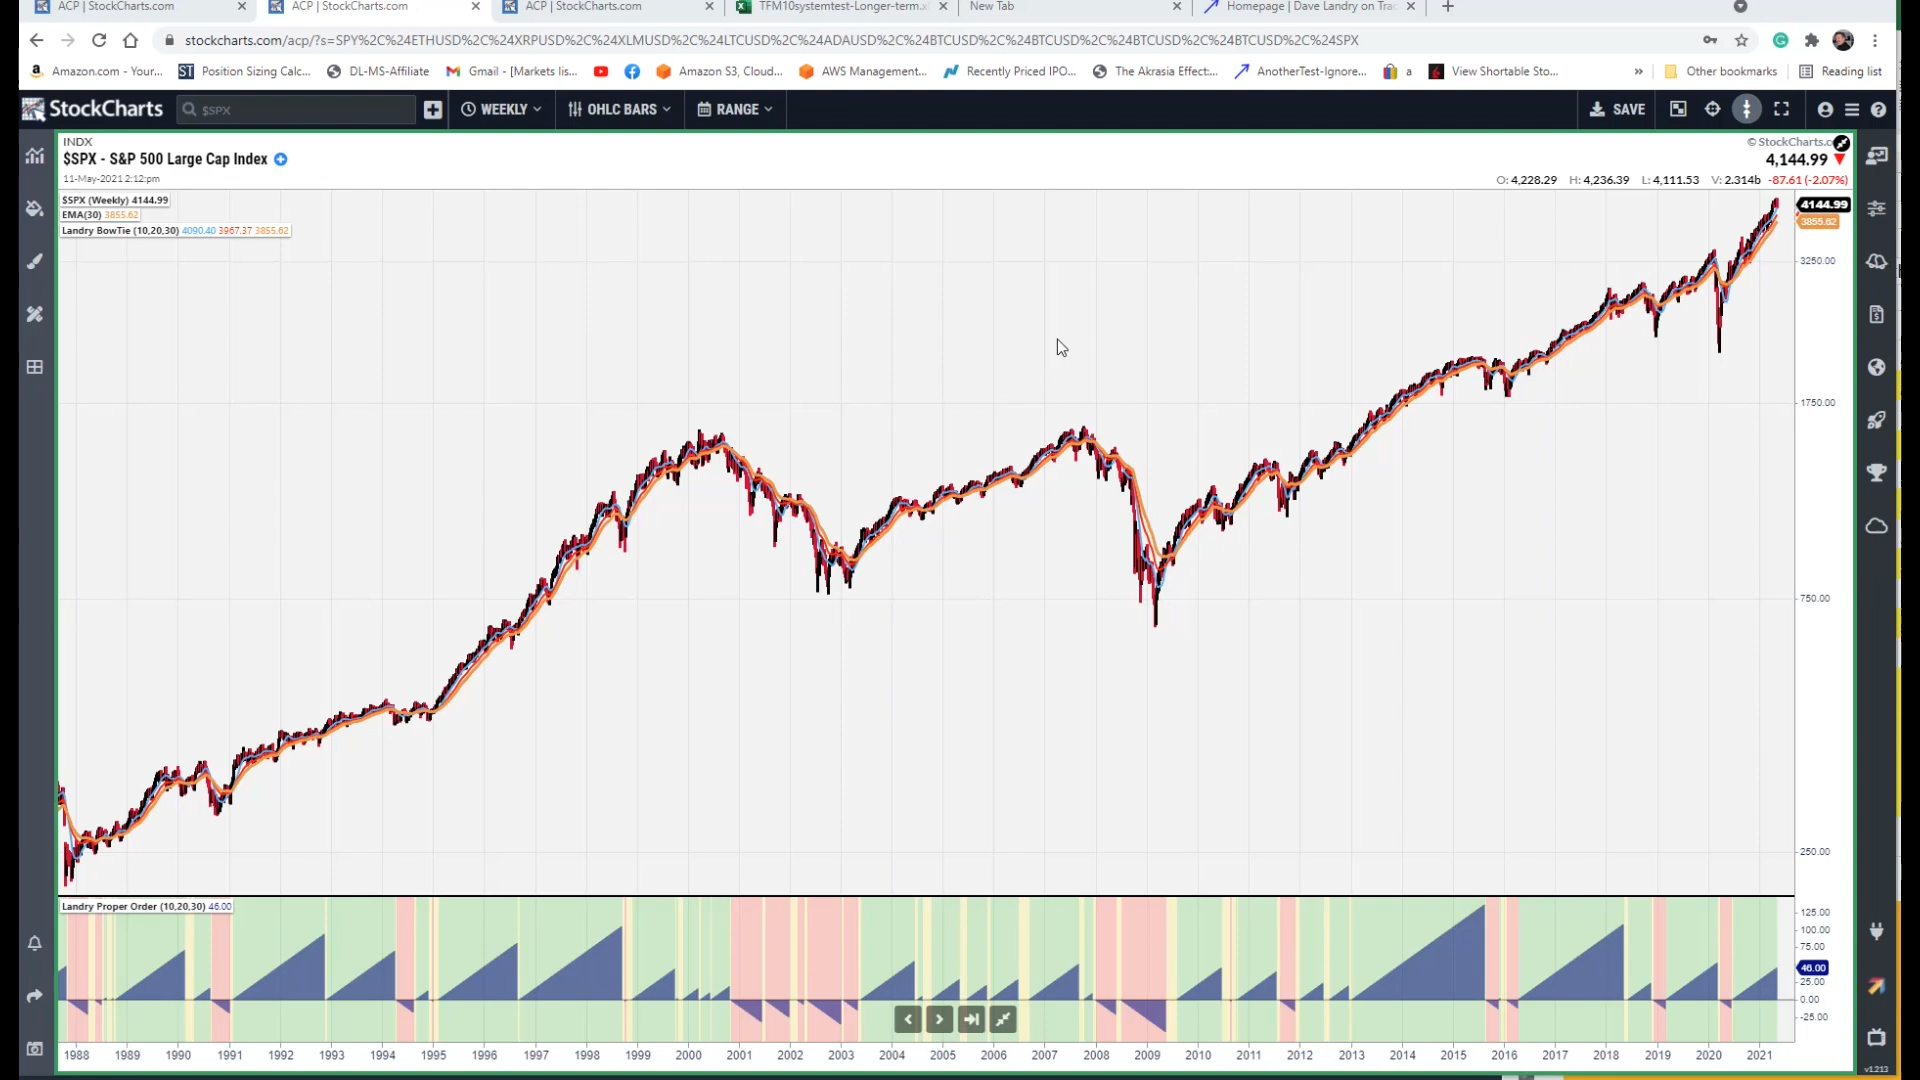 ACP | StockCharts.com
ACP | StockCharts.com
ACP | StockCharts.com
TFM10systemtest-Longer-term.xl
New Tab
Homepage | Dave Landry on Trad
stockcharts.com/acp/?s=SPY%2C%24ETHUSD%2C%24XRPUSD%2C%24XLMUSD%2C%24LTCUSD%2C%24ADAUSD%2C%24BTCUSD%2C%24BTCUSD%2C%24BTCUSD%2C%24BTCUSD%2C%24SPX
Amazon.com - Your...
Position Sizing Calc...
DL-MS-Affiliate
Gmail - [Markets lis...
Amazon S3, Cloud...
AWS Management...
Recently Priced IPO...
The Akrasia Effect:...
AnotherTest-Ignore...
a
View Shortable Sto...
»
Other bookmarks
Reading list
StockCharts
$SPX
WEEKLY
OHLC BARS
RANGE
SAVE
INDX
© StockCharts.c
$SPX - S&P 500 Large Cap Index
4,144.99
11-May-2021 2:12pm
O: 4,228.29 H: 4,236.39 L: 4,111.53 V: 2.314b -87.61 (-2.07%)
$SPX (Weekly) 4144.99
EMA(30) 3855.62
Landry BowTie (10,20,30) 4090.40 3967.37 3855.62
4144.99
3855.62
3250.00
1750.00
750.00
250.00
Landry Proper Order (10,20,30) 46.00
125.00
100.00
75.00
46.00
25.00
0.00
-25.00
1988 1989 1990 1991 1992 1993 1994 1995 1996 1997 1998 1999 2000 2001 2002 2003 2004 2005 2006 2007 2008 2009 2010 2011 2012 2013 2014 2015 2016 2017 2018 2019 2020 2021
v1.213